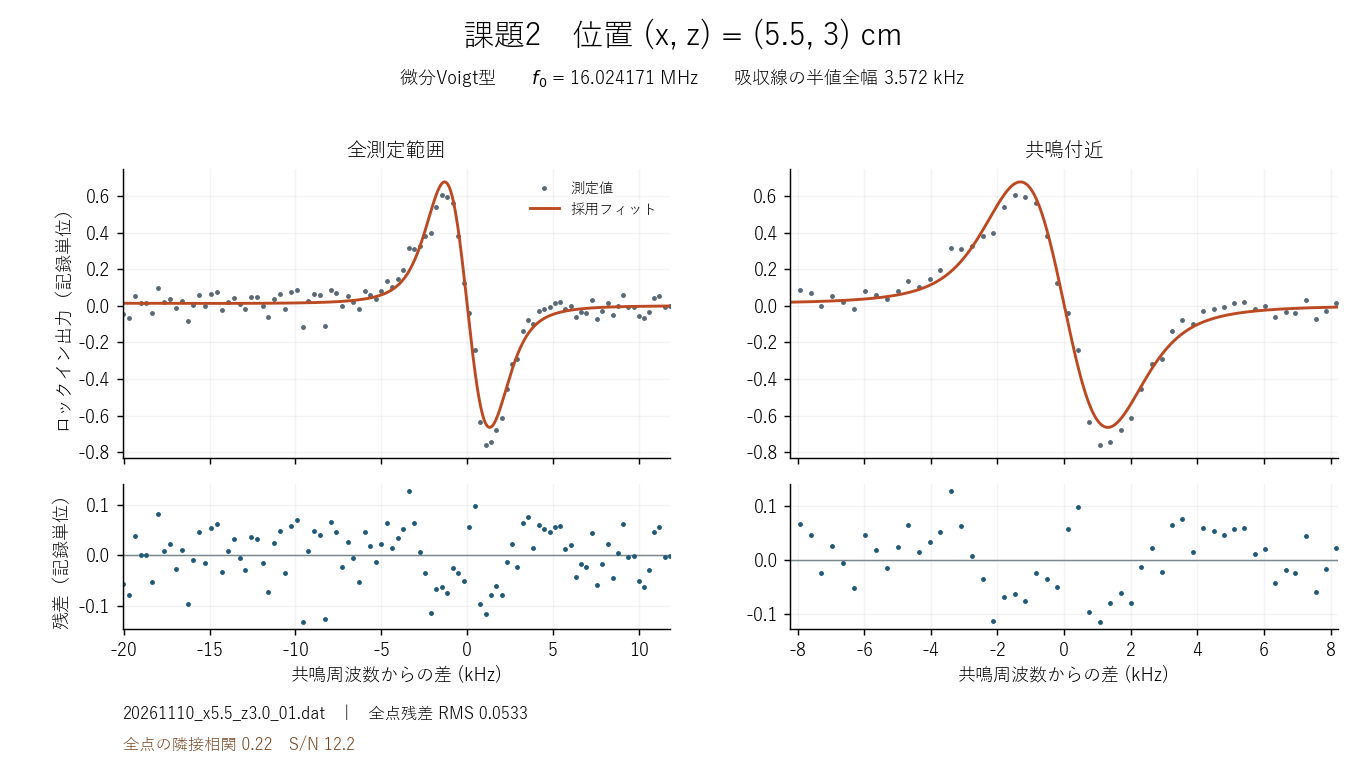 課題2　位置 (x, z) = (5.5, 3) cm
微分Voigt型　　f₀ = 16.024171 MHz　　吸収線の半値全幅 3.572 kHz
全測定範囲
ロックイン出力（記録単位）
0.6
0.4
0.2
0.0
-0.2
-0.4
-0.6
-0.8
測定値
採用フィット
残差（記録単位）
0.1
0.0
-0.1
-20 -15 -10 -5 0 5 10
共鳴周波数からの差 (kHz)
共鳴付近
0.6
0.4
0.2
0.0
-0.2
-0.4
-0.6
-0.8
0.1
0.0
-0.1
-8 -6 -4 -2 0 2 4 6 8
共鳴周波数からの差 (kHz)
20261110_x5.5_z3.0_01.dat　|　全点残差 RMS 0.0533
全点の隣接相関 0.22　S/N 12.2